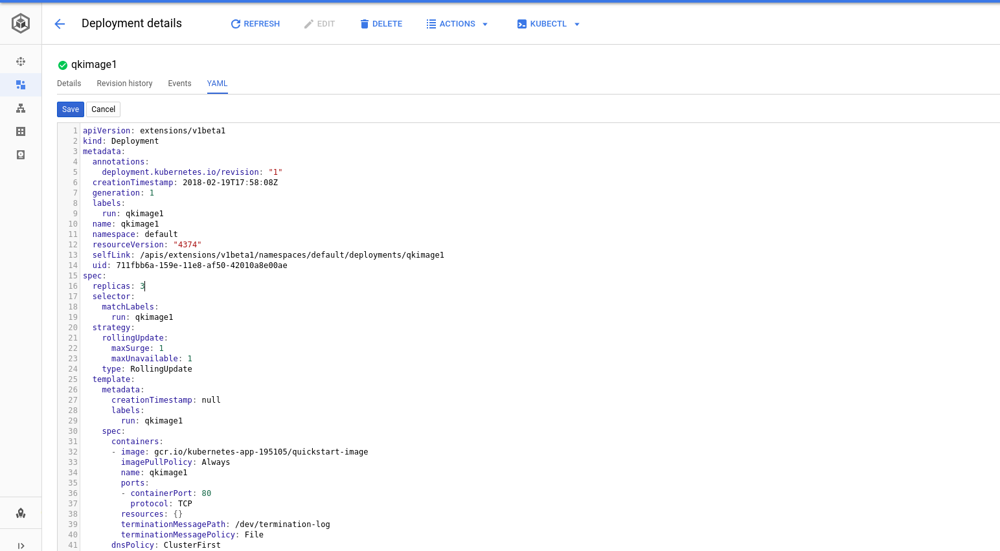 Deployment details REFRESH EDIT DELETE ACTIONS KUBECTL
qkimage1
Details Revision history Events YAML
Save Cancel
1 apiVersion: extensions/v1beta1
2 kind: Deployment
3 metadata:
4   annotations:
5     deployment.kubernetes.io/revision: "1"
6   creationTimestamp: 2018-02-19T17:58:08Z
7   generation: 1
8   labels:
9     run: qkimage1
10   name: qkimage1
11   namespace: default
12   resourceVersion: "4374"
13   selfLink: /apis/extensions/v1beta1/namespaces/default/deployments/qkimage1
14   uid: 711fbb6a-159e-11e8-af50-42010a8e00ae
15 spec:
16   replicas: 3
17   selector:
18     matchLabels:
19       run: qkimage1
20   strategy:
21     rollingUpdate:
22       maxSurge: 1
23       maxUnavailable: 1
24     type: RollingUpdate
25   template:
26     metadata:
27       creationTimestamp: null
28       labels:
29         run: qkimage1
30     spec:
31       containers:
32       - image: gcr.io/kubernetes-app-195105/quickstart-image
33         imagePullPolicy: Always
34         name: qkimage1
35         ports:
36         - containerPort: 80
37           protocol: TCP
38         resources: {}
39         terminationMessagePath: /dev/termination-log
40         terminationMessagePolicy: File
41       dnsPolicy: ClusterFirst